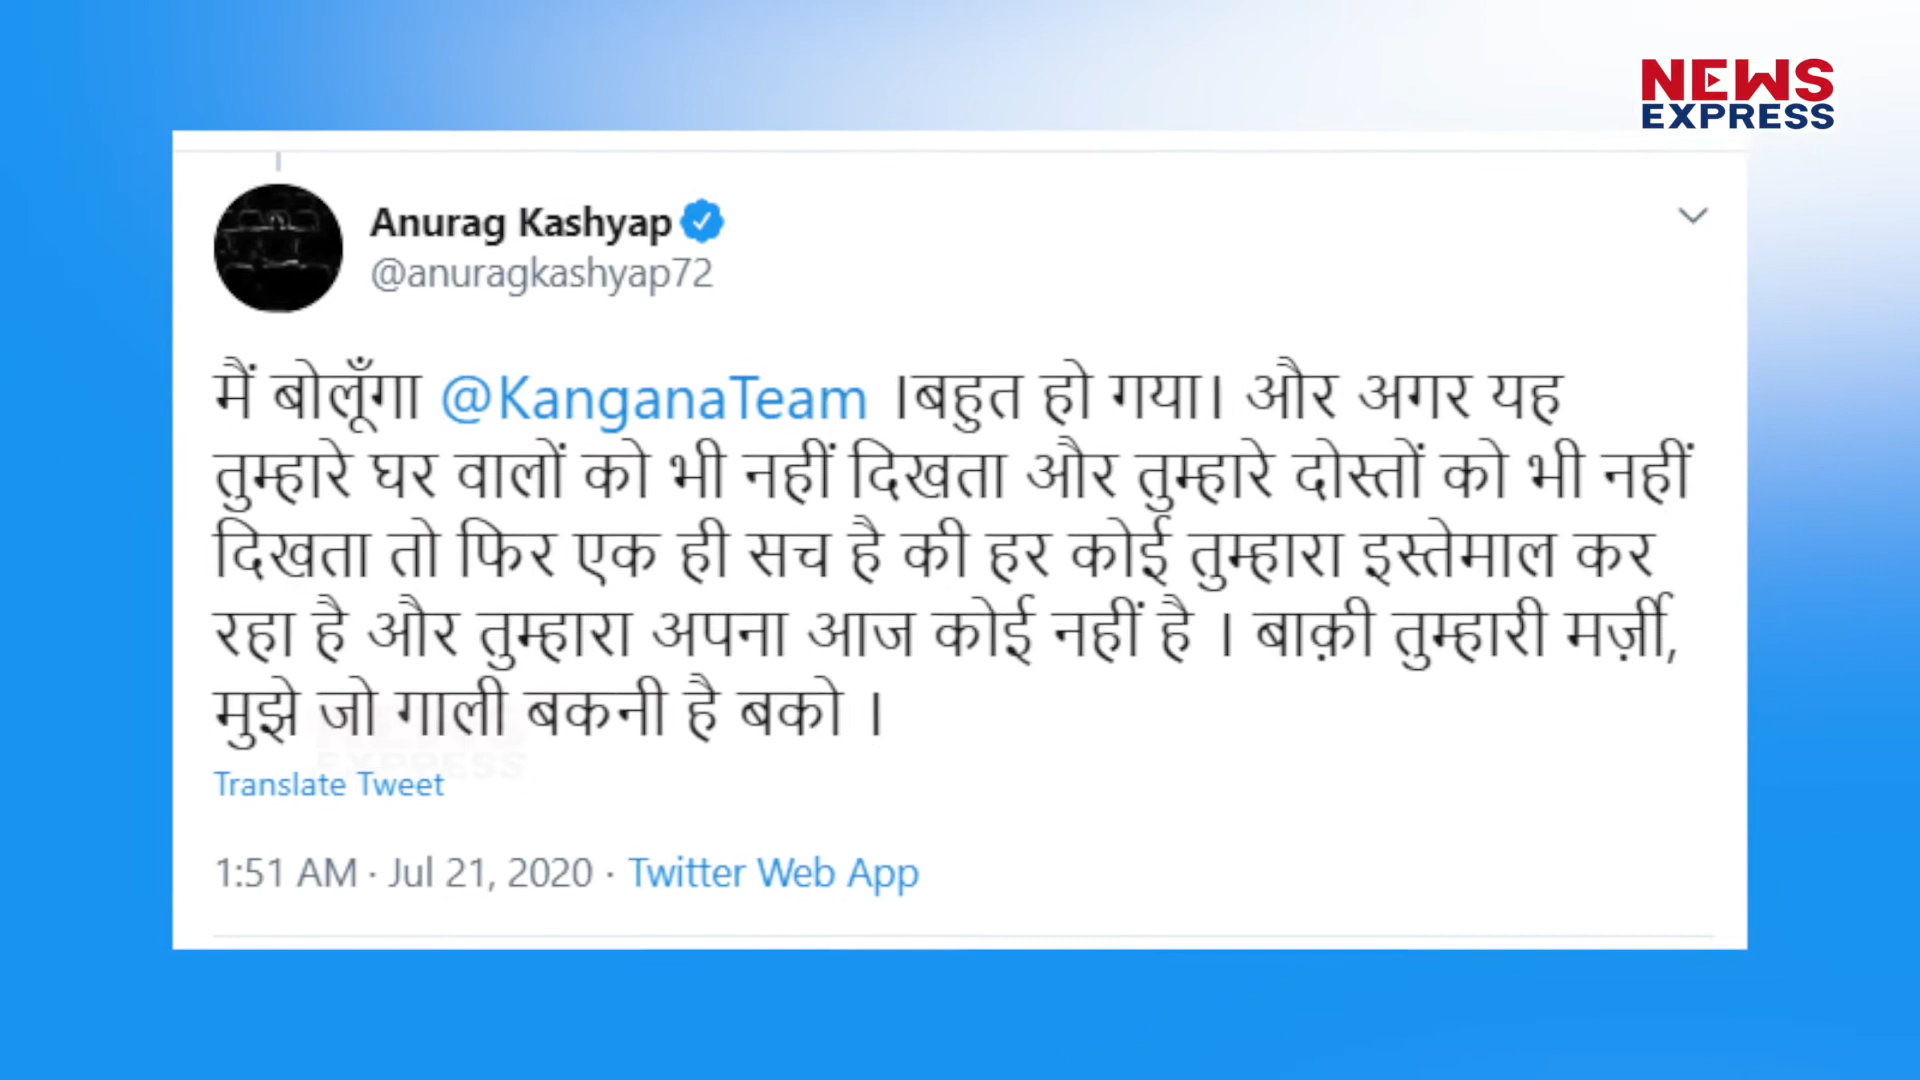 NEWS
EXPRESS
Anurag Kashyap
@anuragkashyap72
मैं बोलूँगा @KanganaTeam ।बहुत हो गया। और अगर यह
तुम्हारे घर वालों को भी नहीं दिखता और तुम्हारे दोस्तों को भी नहीं
दिखता तो फिर एक ही सच है की हर कोई तुम्हारा इस्तेमाल कर
रहा है और तुम्हारा अपना आज कोई नहीं है । बाक़ी तुम्हारी मर्ज़ी,
मुझे जो गाली बकनी है बको ।
NEWS
EXPRESS
Translate Tweet
1:51 AM · Jul 21, 2020 · Twitter Web App